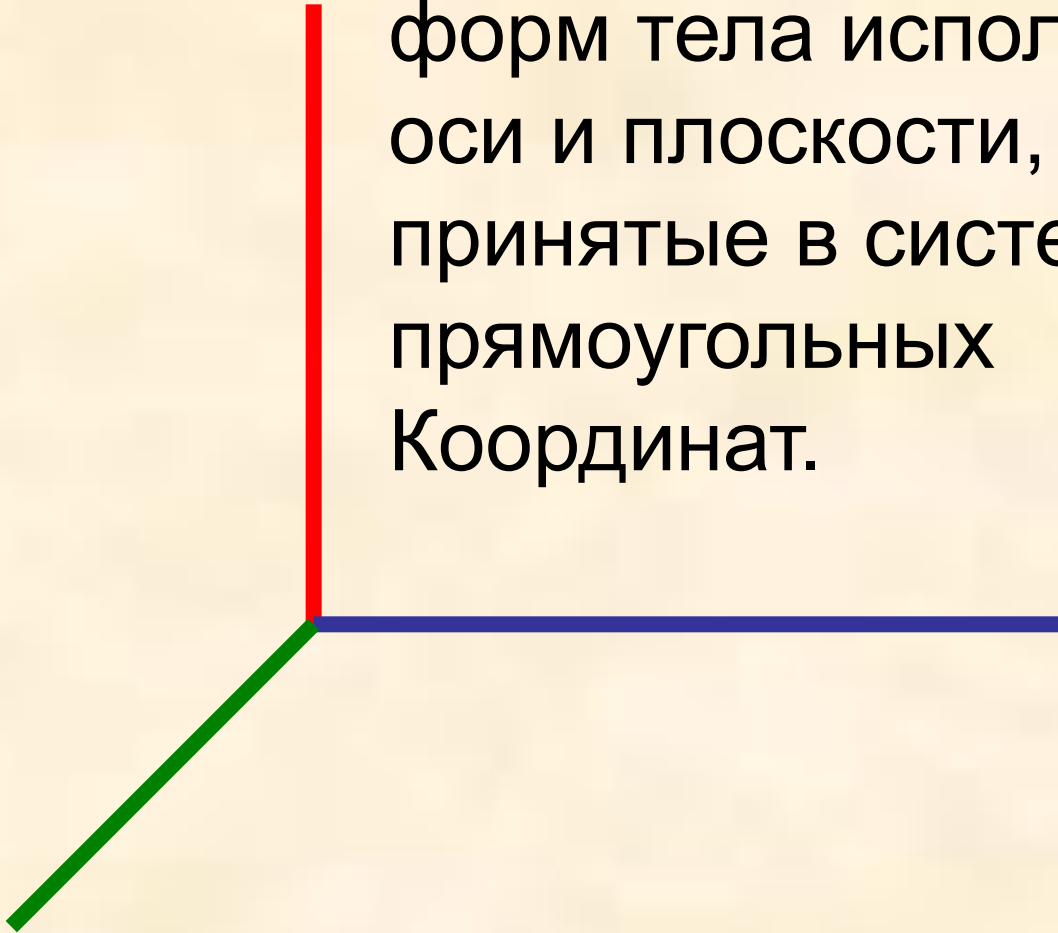 форм тела испол
оси и плоскости,
принятые в систе
прямоугольных
Координат.